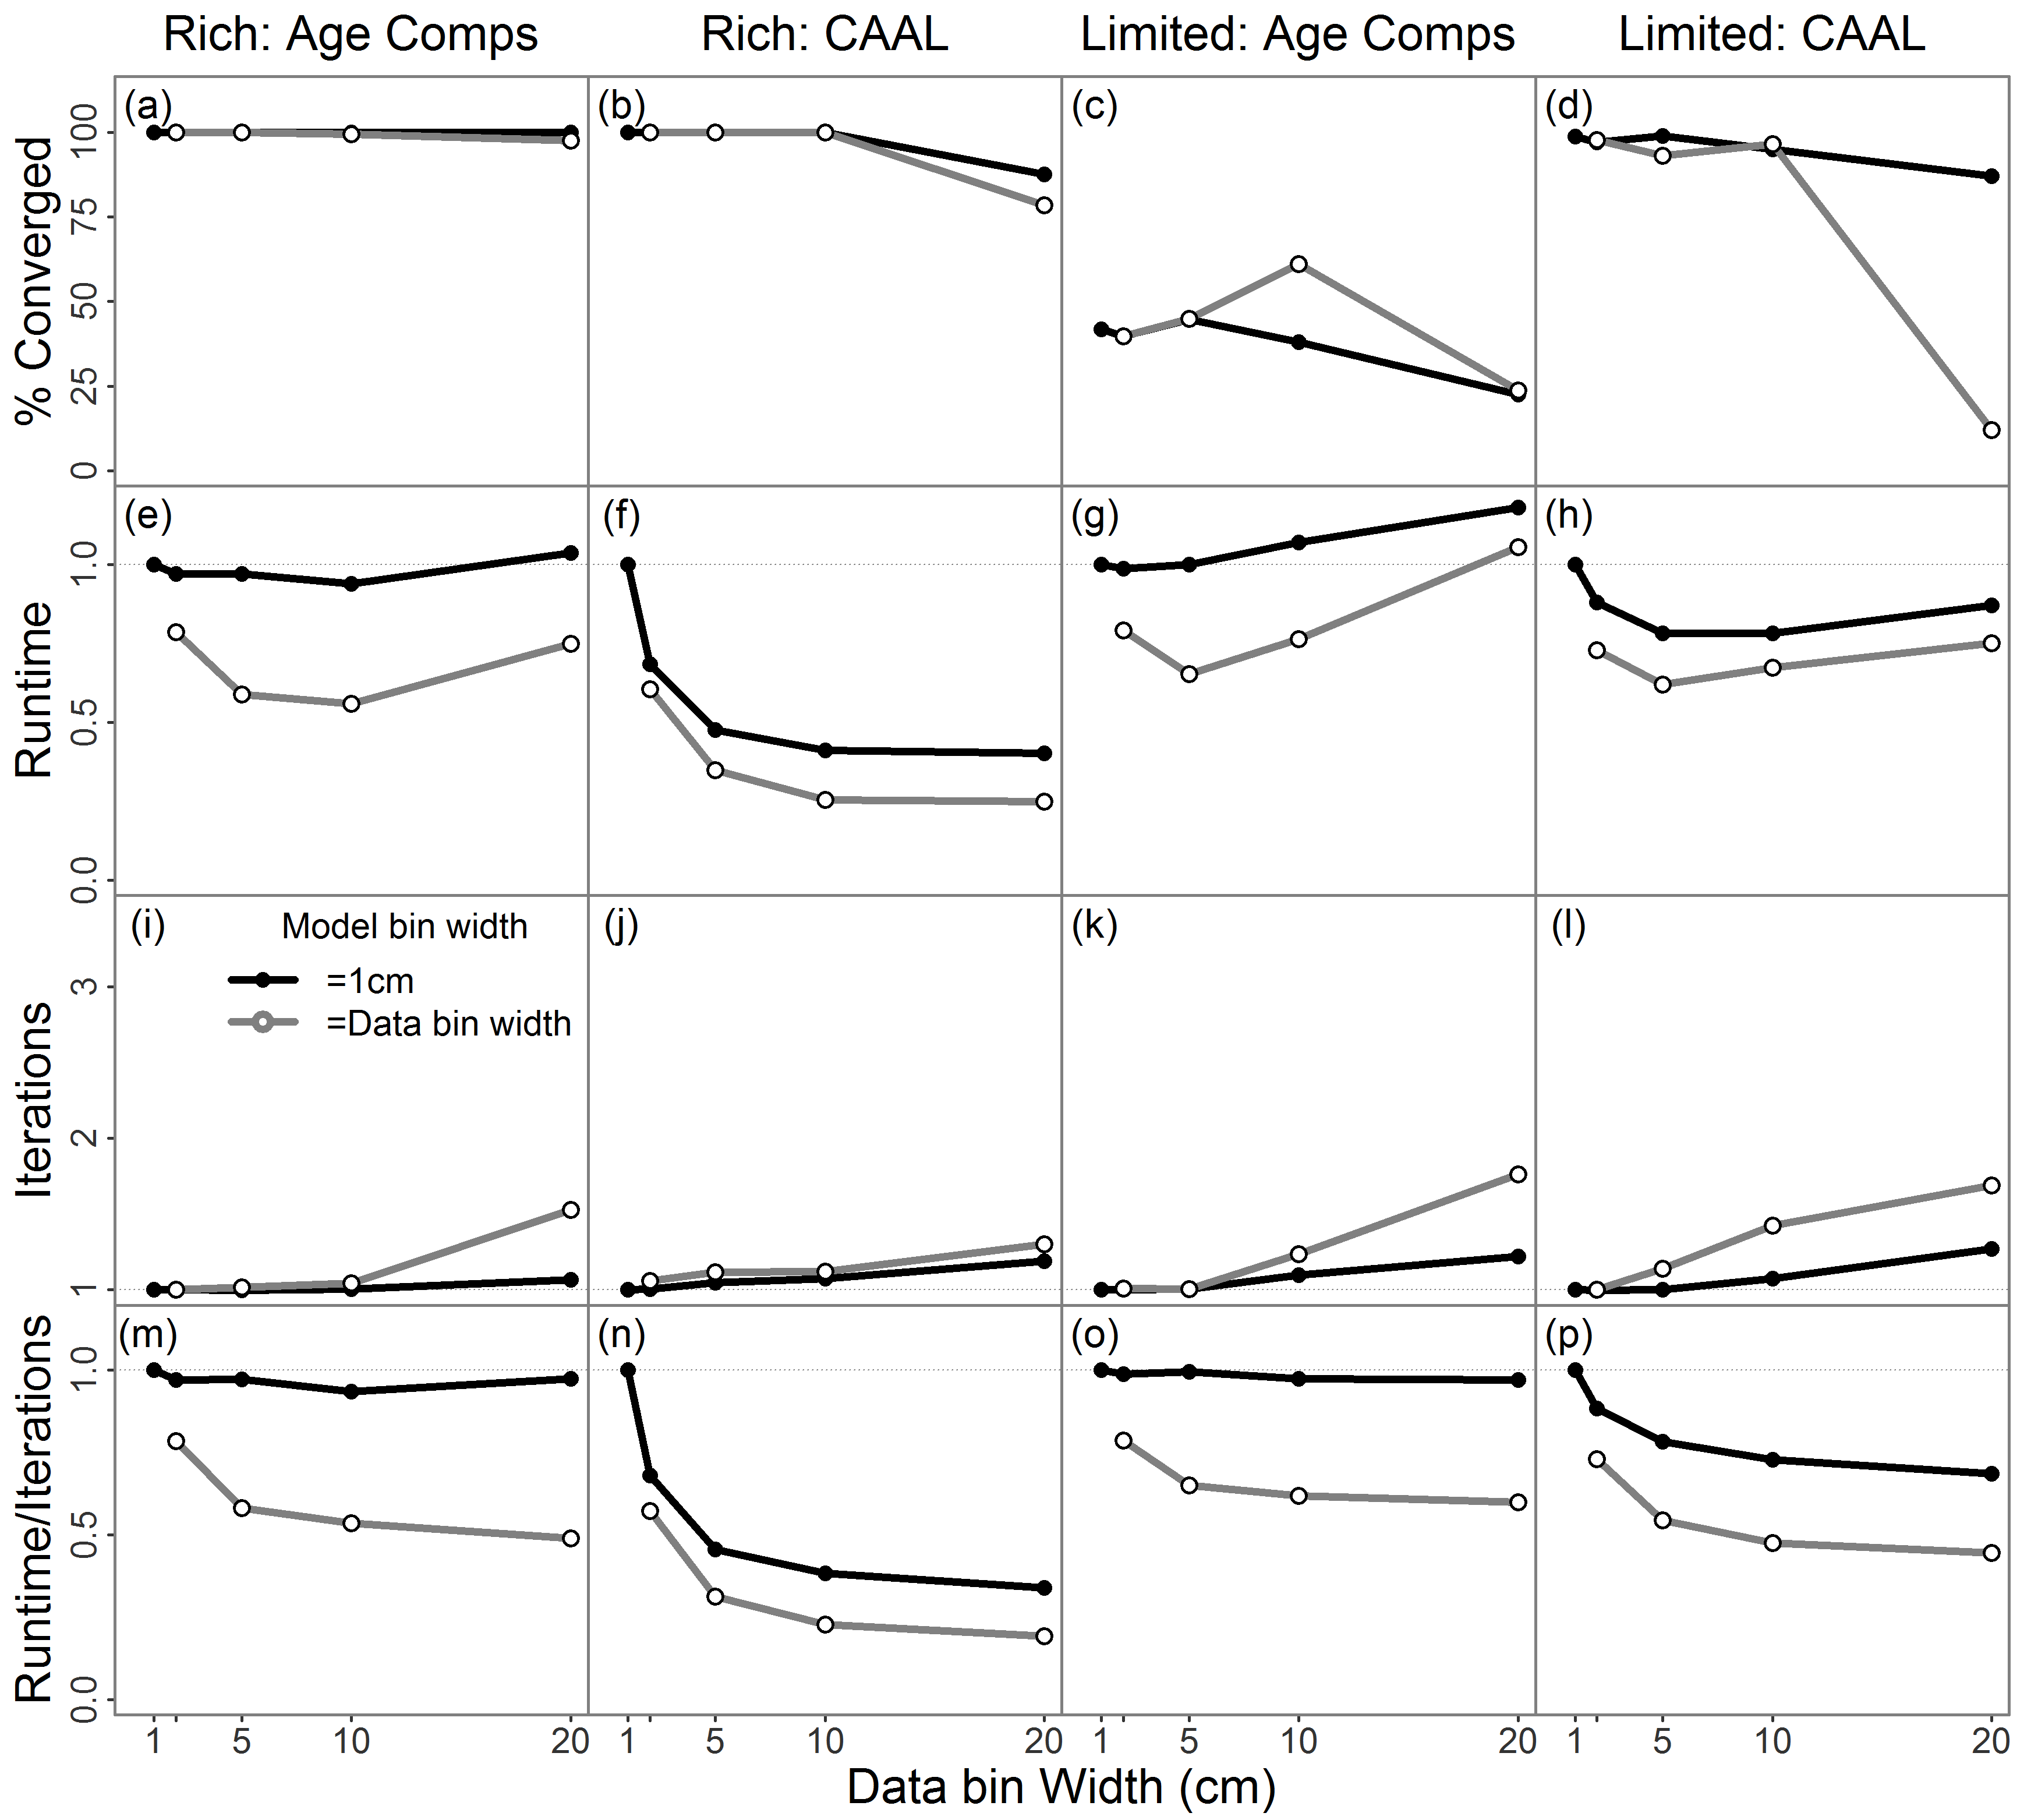 Rich: Age Comps
Rich: CAAL
Limited: Age Comps
Limited: CAAL
% Converged
0
25
50
75
100
(a)
(b)
(c)
(d)
Runtime
0.0
0.5
1.0
(e)
(f)
(g)
(h)
Iterations
1
2
3
(i)
Model bin width
=1cm
=Data bin width
(j)
(k)
(l)
Runtime/Iterations
0.0
0.5
1.0
(m)
(n)
(o)
(p)
1 5 10 20
1 5 10 20
1 5 10 20
1 5 10 20
Data bin Width (cm)